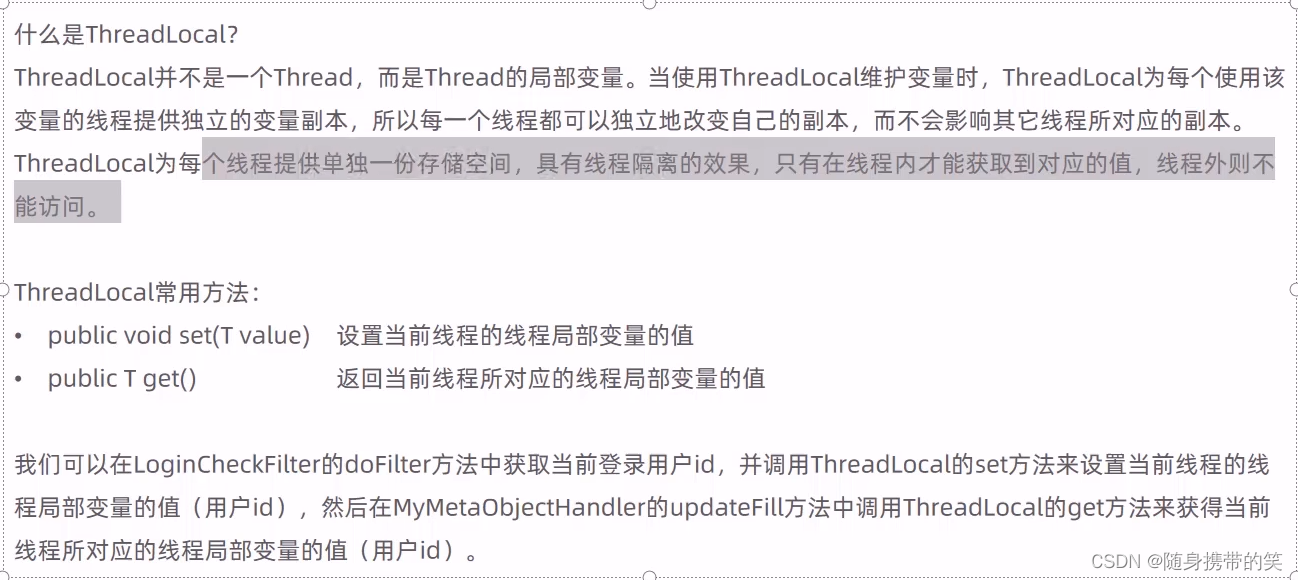 什么是ThreadLocal?
ThreadLocal并不是一个Thread，而是Thread的局部变量。当使用ThreadLocal维护变量时，ThreadLocal为每个使用该
变量的线程提供独立的变量副本，所以每一个线程都可以独立地改变自己的副本，而不会影响其它线程所对应的副本。
ThreadLocal为每个线程提供单独一份存储空间，具有线程隔离的效果，只有在线程内才能获取到对应的值，线程外则不
能访问。
ThreadLocal常用方法：
• public void set(T value) 设置当前线程的线程局部变量的值
• public T get() 返回当前线程所对应的线程局部变量的值
我们可以在LoginCheckFilter的doFilter方法中获取当前登录用户id，并调用ThreadLocal的set方法来设置当前线程的线
程局部变量的值（用户id），然后在MyMetaObjectHandler的updateFill方法中调用ThreadLocal的get方法来获得当前
线程所对应的线程局部变量的值（用户id）。
CSDN @随身携带的笑